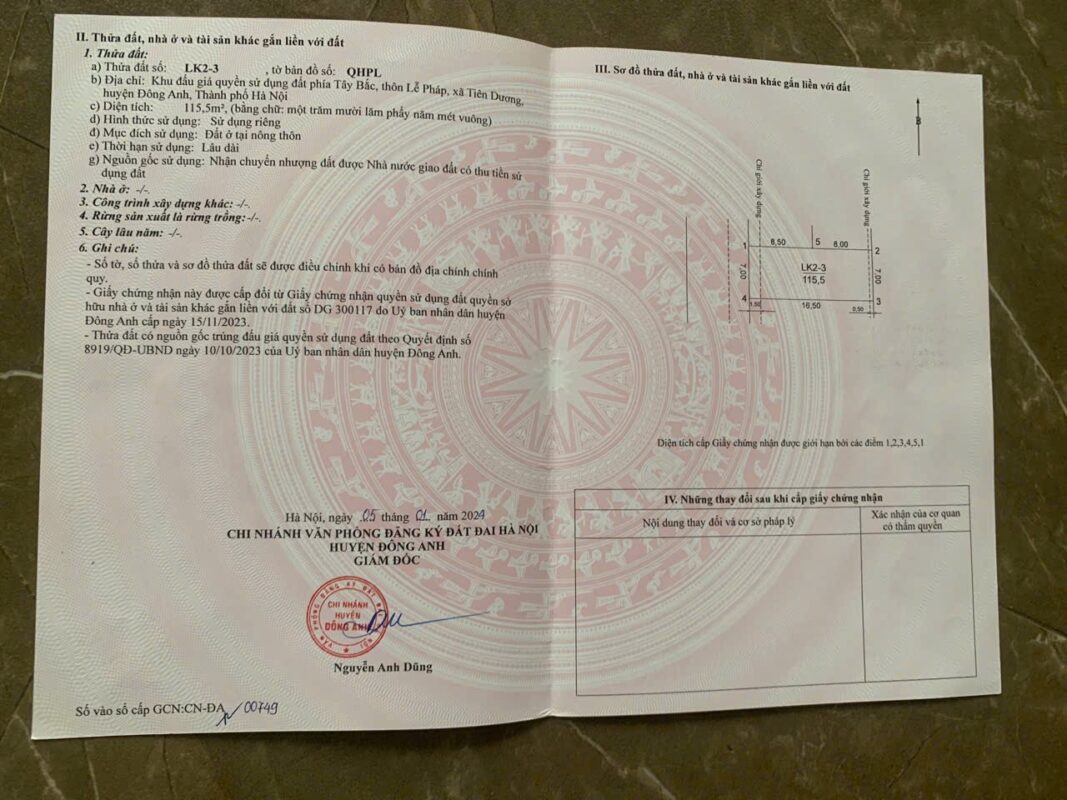 II. Thửa đất, nhà ở và tài sản khác gắn liền với đất
1. Thửa đất:
a) Thửa đất số: LK2-3 , tờ bản đồ số: QHPL
b) Địa chỉ: Khu đấu giá quyền sử dụng đất phía Tây Bắc, thôn Lễ Pháp, xã Tiên Dương,
huyện Đông Anh, Thành phố Hà Nội
c) Diện tích: 115,5m², (bằng chữ: một trăm mười lăm phẩy năm mét vuông)
d) Hình thức sử dụng: Sử dụng riêng
đ) Mục đích sử dụng: Đất ở tại nông thôn
e) Thời hạn sử dụng: Lâu dài
g) Nguồn gốc sử dụng: Nhận chuyển nhượng đất được Nhà nước giao đất có thu tiền sử
dụng đất
2. Nhà ở: -/-.
3. Công trình xây dựng khác: -/-.
4. Rừng sản xuất là rừng trồng: -/-.
5. Cây lâu năm: -/-.
6. Ghi chú:
- Số tờ, số thửa và sơ đồ thửa đất sẽ được điều chỉnh khi có bản đồ địa chính chính
quy.
- Giấy chứng nhận này được cấp đổi từ Giấy chứng nhận quyền sử dụng đất quyền sở
hữu nhà ở và tài sản khác gắn liền với đất số DG 300117 do Uỷ ban nhân dân huyện
Đông Anh cấp ngày 15/11/2023.
- Thửa đất có nguồn gốc trúng đấu giá quyền sử dụng đất theo Quyết định số
8919/QĐ-UBND ngày 10/10/2023 của Uỷ ban nhân dân huyện Đông Anh.
Hà Nội, ngày 05 tháng 01 năm 2024
CHI NHÁNH VĂN PHÒNG ĐĂNG KÝ ĐẤT ĐAI HÀ NỘI
HUYỆN ĐÔNG ANH
GIÁM ĐỐC
CHI NHÁNH
HUYỆN
ĐÔNG ANH
Nguyễn Anh Dũng
Số vào sổ cấp GCN:CN-ĐA 00749
III. Sơ đồ thửa đất, nhà ở và tài sản khác gắn liền với đất
B
Chỉ giới xây dựng
Chỉ giới xây dựng
1 8,50 5 8,00 2
7,00
LK2-3
115,5
7,00
4 1,50 16,50 0,50 3
Diện tích cấp Giấy chứng nhận được giới hạn bởi các điểm 1,2,3,4,5,1
IV. Những thay đổi sau khi cấp giấy chứng nhận
Nội dung thay đổi và cơ sở pháp lý
Xác nhận của cơ quan
có thẩm quyền